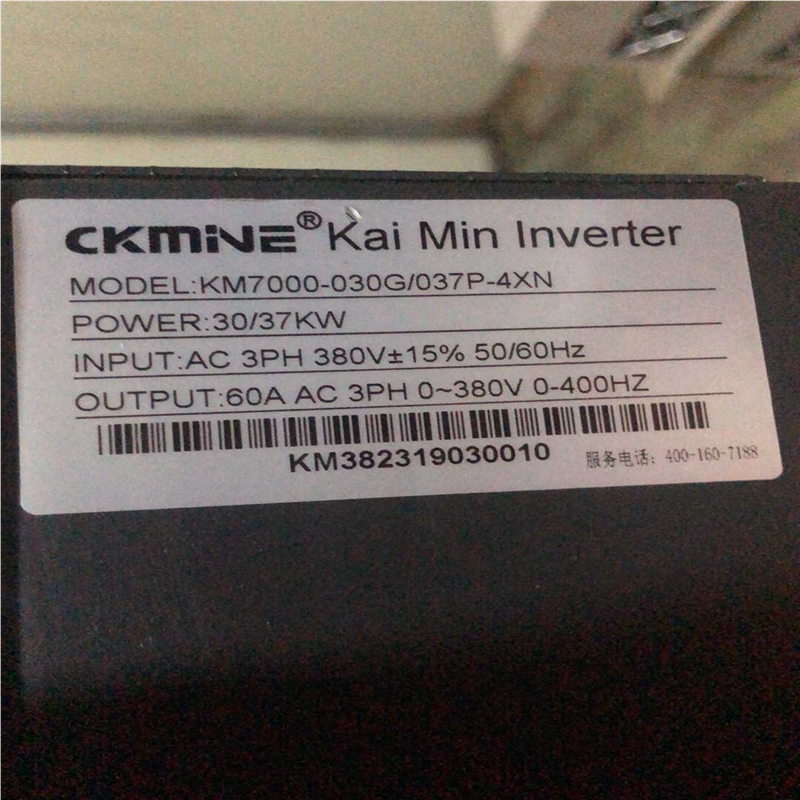 CKMINE® Kai Min Inverter
MODEL:KM7000-030G/037P-4XN
POWER:30/37KW
INPUT:AC 3PH 380V±15% 50/60Hz
OUTPUT:60A AC 3PH 0~380V 0-400HZ
KM382319030010 服务电话：400-160-7188